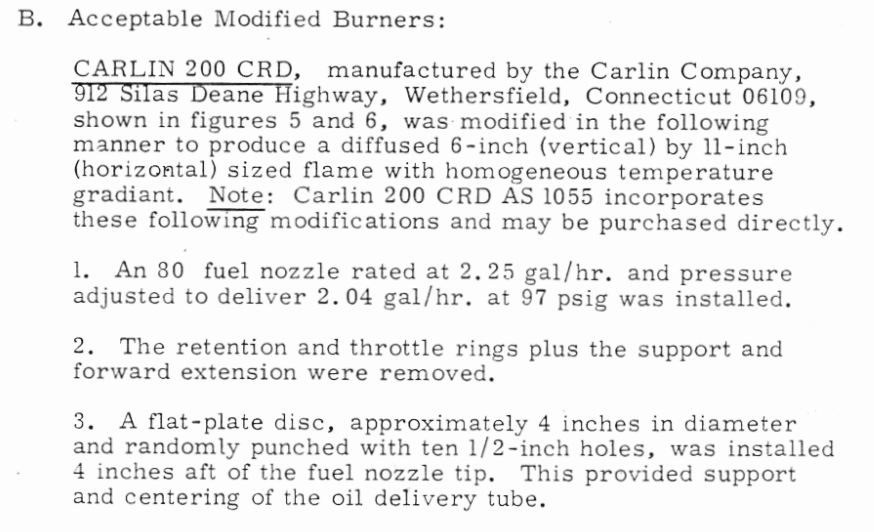 B. Acceptable Modified Burners:
CARLIN 200 CRD, manufactured by the Carlin Company,
912 Silas Deane Highway, Wethersfield, Connecticut 06109,
shown in figures 5 and 6, was modified in the following
manner to produce a diffused 6-inch (vertical) by 11-inch
(horizontal) sized flame with homogeneous temperature
gradiant. Note: Carlin 200 CRD AS 1055 incorporates
these following modifications and may be purchased directly.
1. An 80 fuel nozzle rated at 2.25 gal/hr. and pressure
adjusted to deliver 2.04 gal/hr. at 97 psig was installed.
2. The retention and throttle rings plus the support and
forward extension were removed.
3. A flat-plate disc, approximately 4 inches in diameter
and randomly punched with ten 1/2-inch holes, was installed
4 inches aft of the fuel nozzle tip. This provided support
and centering of the oil delivery tube.